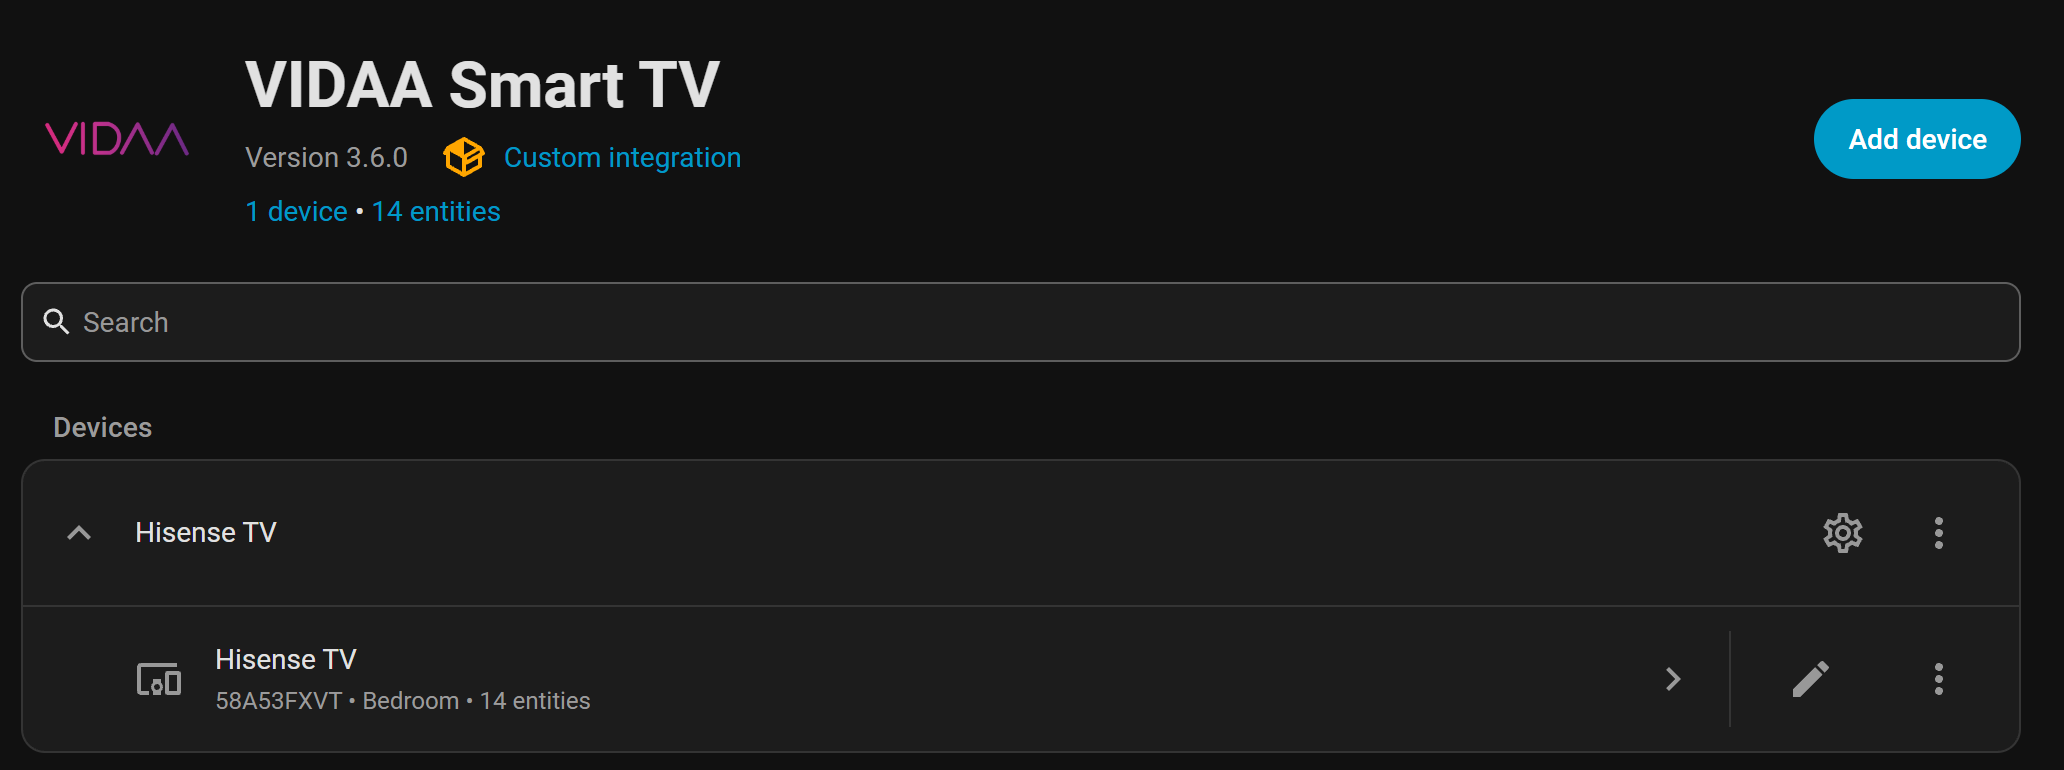 VIDAA
VIDAA Smart TV
Version 3.6.0 Custom integration
1 device • 14 entities
Add device
Search
Devices
Hisense TV
Hisense TV
58A53FXVT • Bedroom • 14 entities